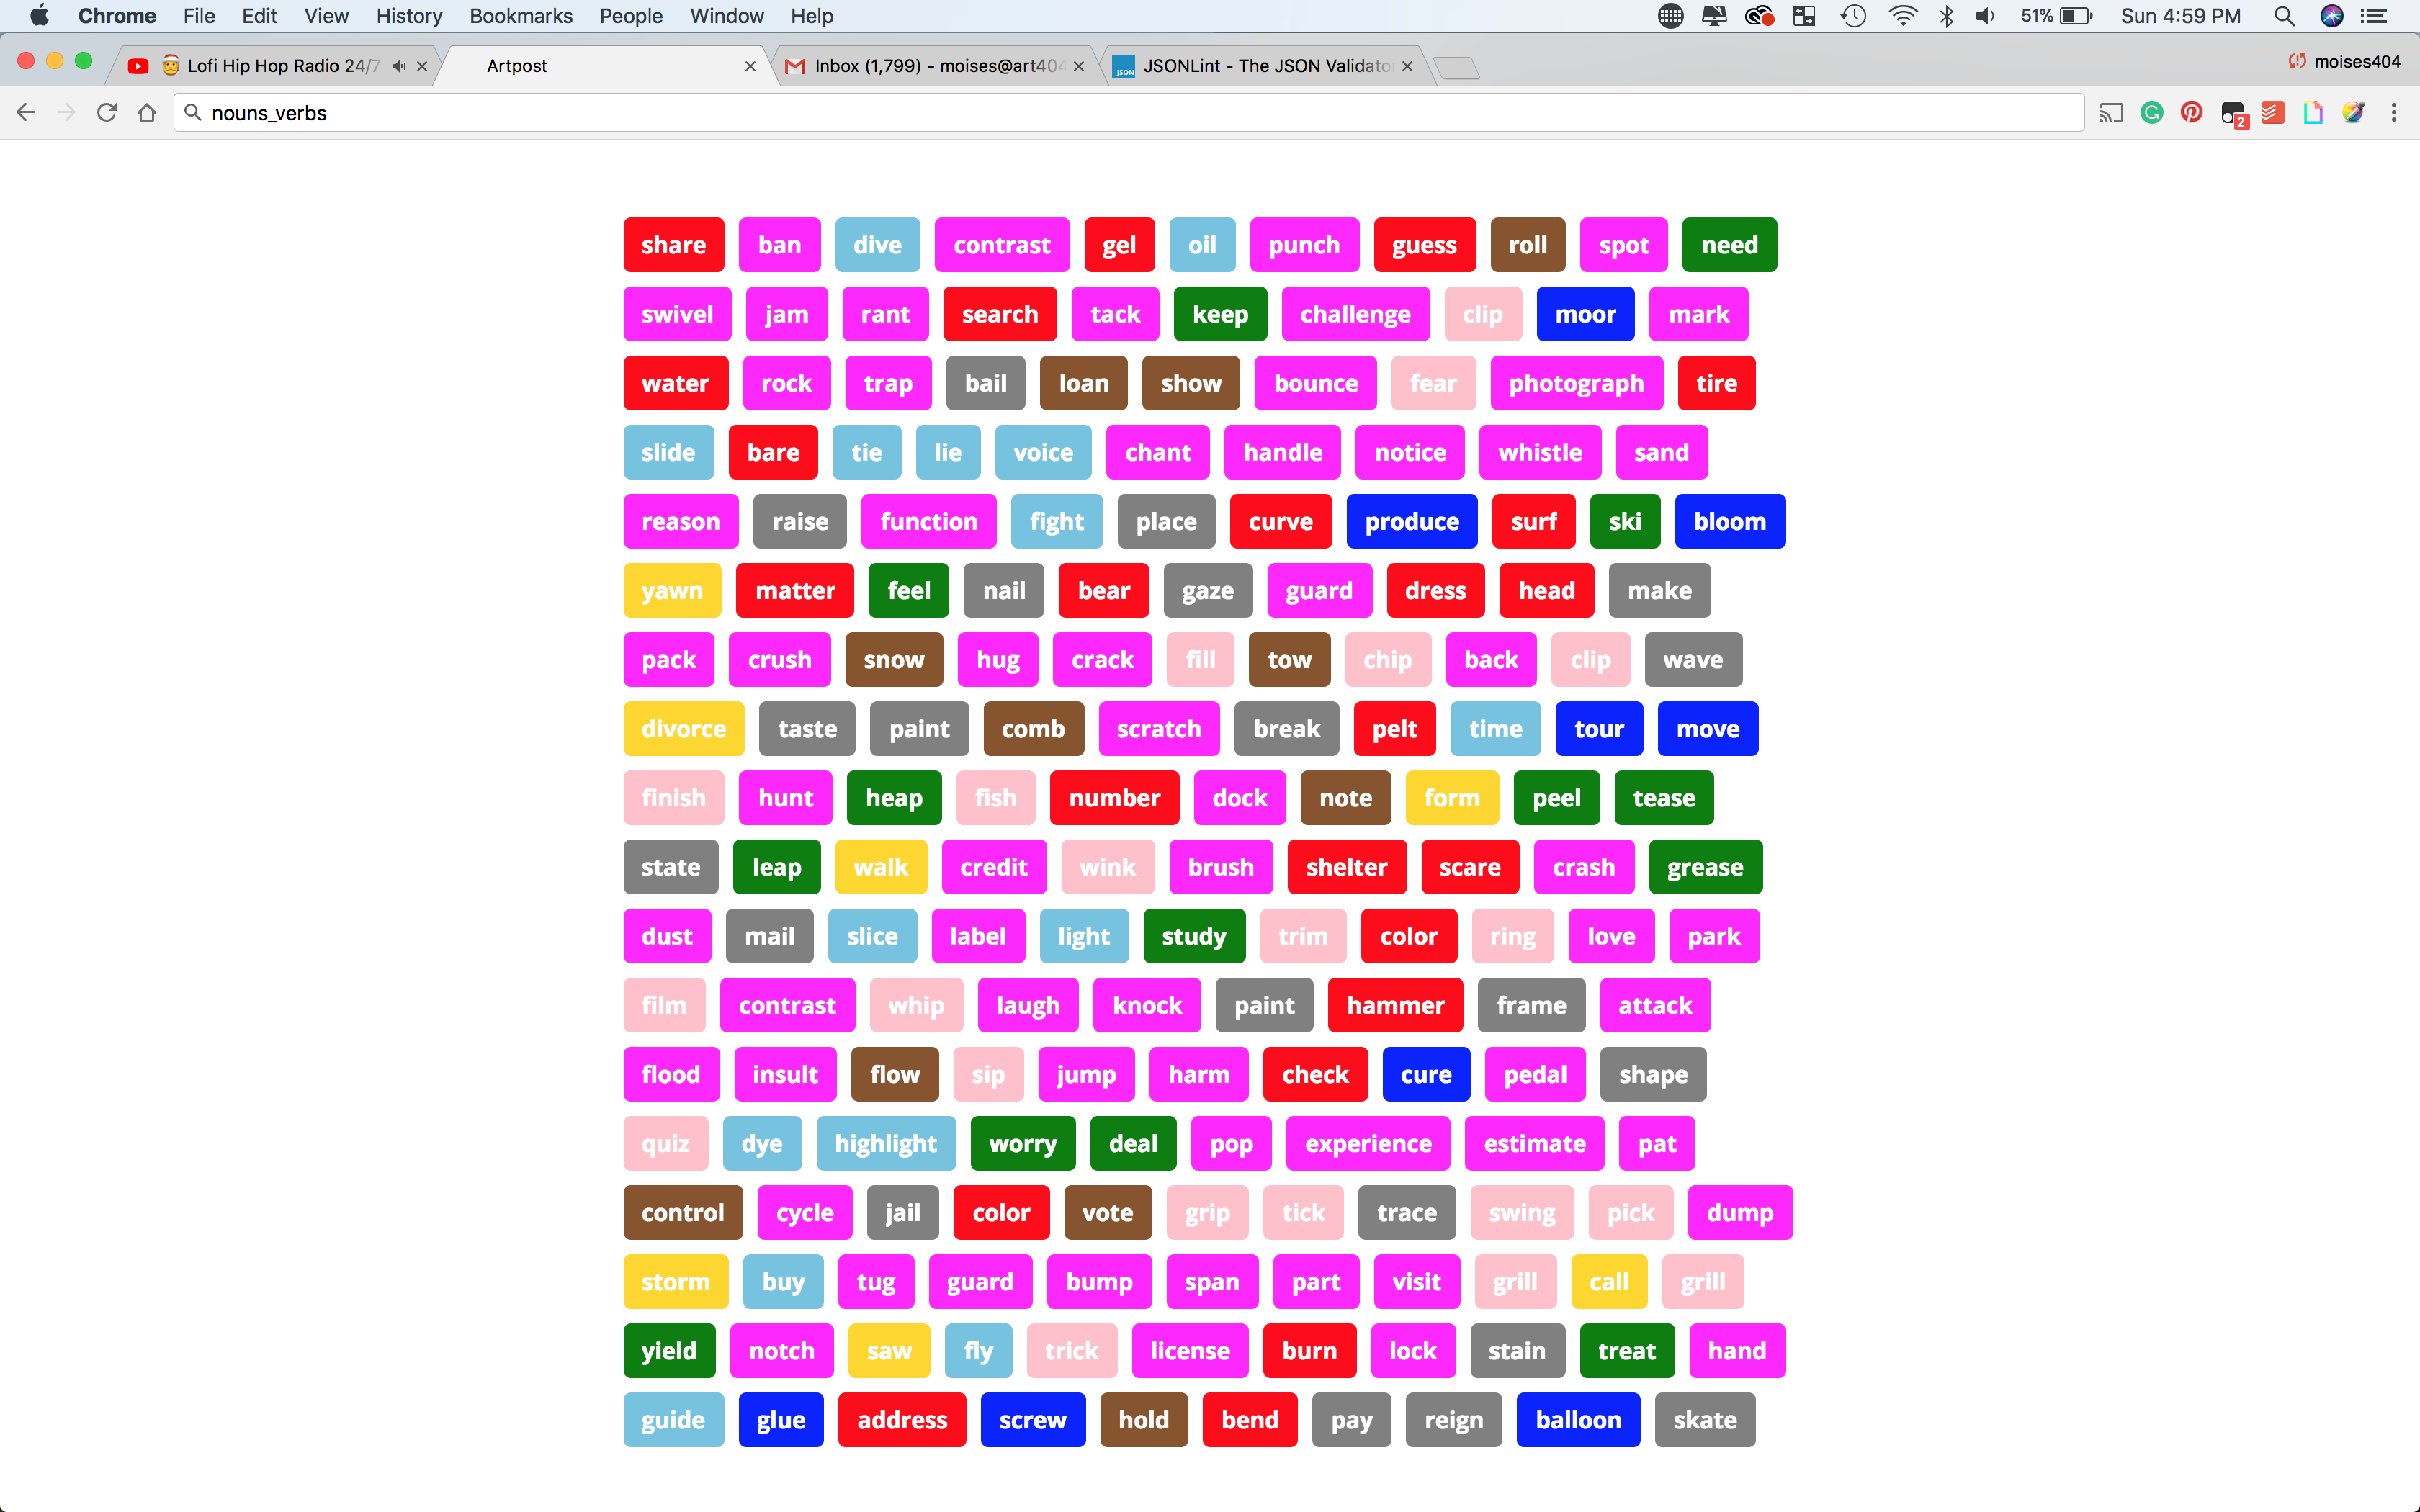 Chrome File Edit View History Bookmarks People Window Help 51% Sun 4:59 PM
Lofi Hip Hop Radio 24/7 Artpost Inbox (1,799) - moises@art404 JSON JSONLint - The JSON Validato moises404
nouns_verbs 2
share ban dive contrast gel oil punch guess roll spot need
swivel jam rant search tack keep challenge clip moor mark
water rock trap bail loan show bounce fear photograph tire
slide bare tie lie voice chant handle notice whistle sand
reason raise function fight place curve produce surf ski bloom
yawn matter feel nail bear gaze guard dress head make
pack crush snow hug crack fill tow chip back clip wave
divorce taste paint comb scratch break pelt time tour move
finish hunt heap fish number dock note form peel tease
state leap walk credit wink brush shelter scare crash grease
dust mail slice label light study trim color ring love park
film contrast whip laugh knock paint hammer frame attack
flood insult flow sip jump harm check cure pedal shape
quiz dye highlight worry deal pop experience estimate pat
control cycle jail color vote grip tick trace swing pick dump
storm buy tug guard bump span part visit grill call grill
yield notch saw fly trick license burn lock stain treat hand
guide glue address screw hold bend pay reign balloon skate